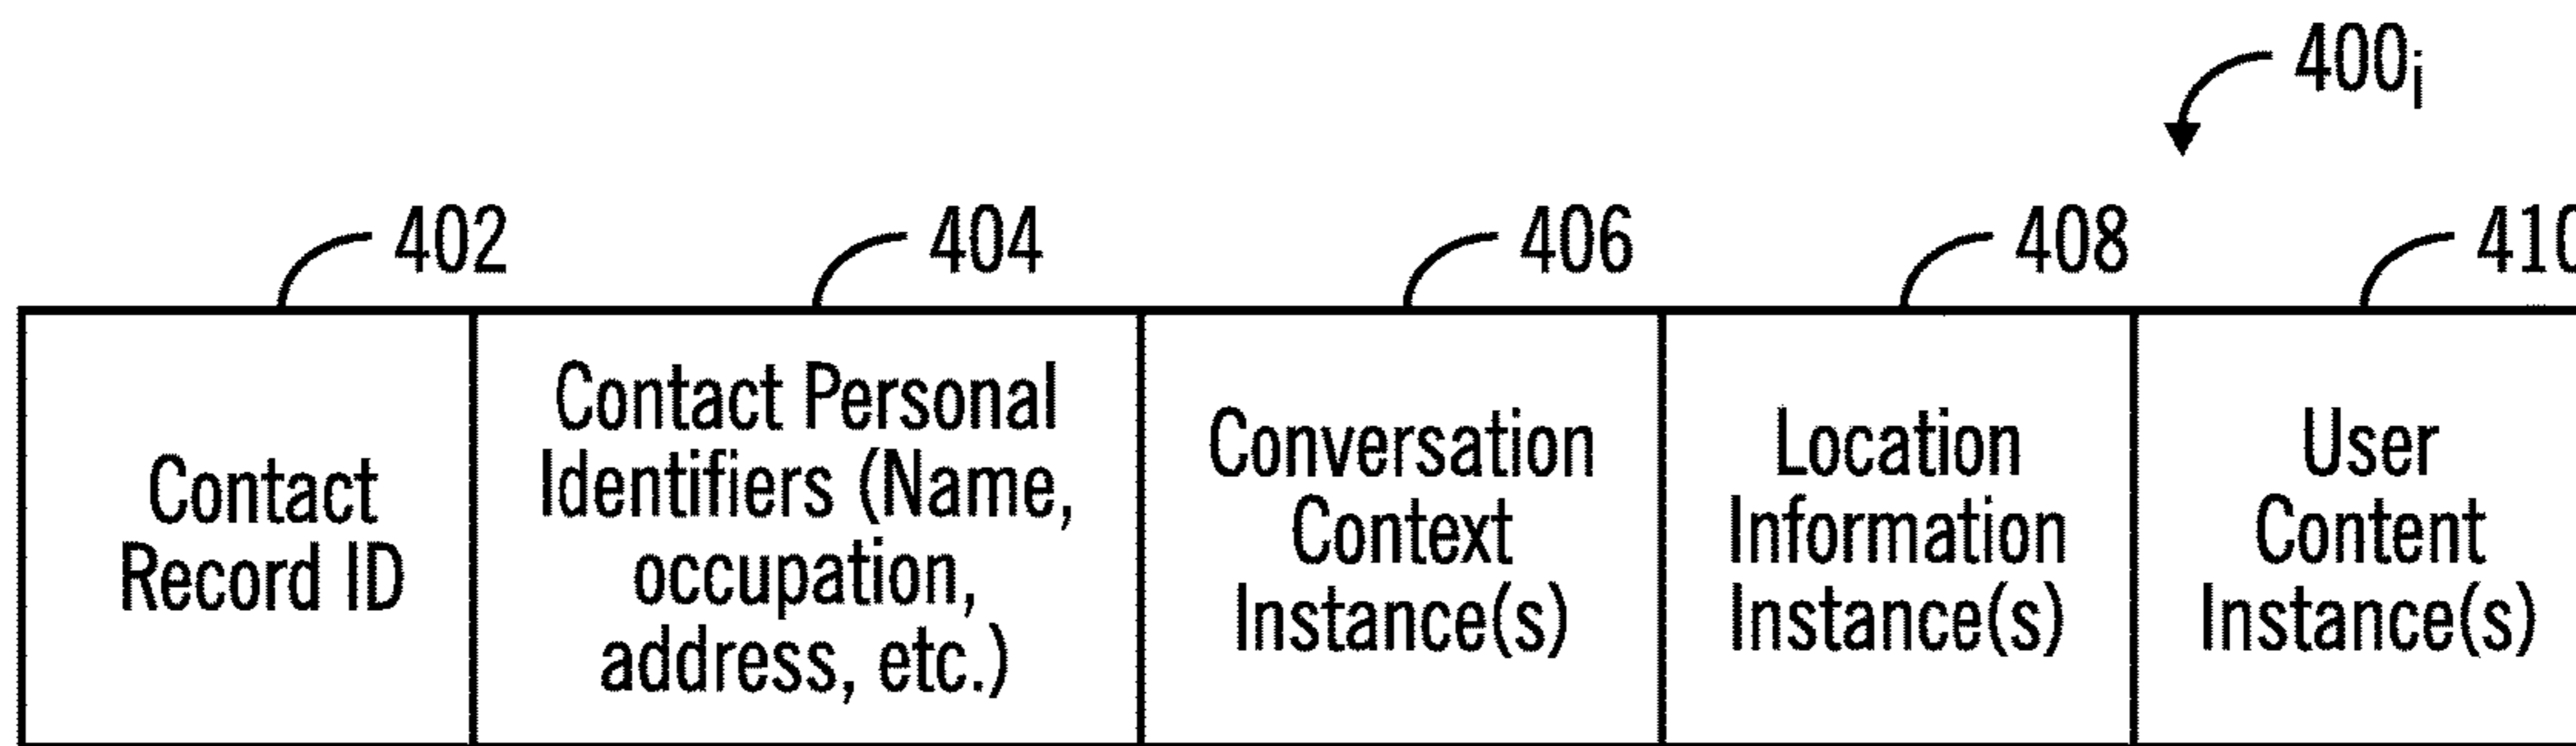 400i
402 404 406 408 410
Contact
Record ID
Contact Personal
Identifiers (Name,
occupation,
address, etc.)
Conversation
Context
Instance(s)
Location
Information
Instance(s)
User
Content
Instance(s)